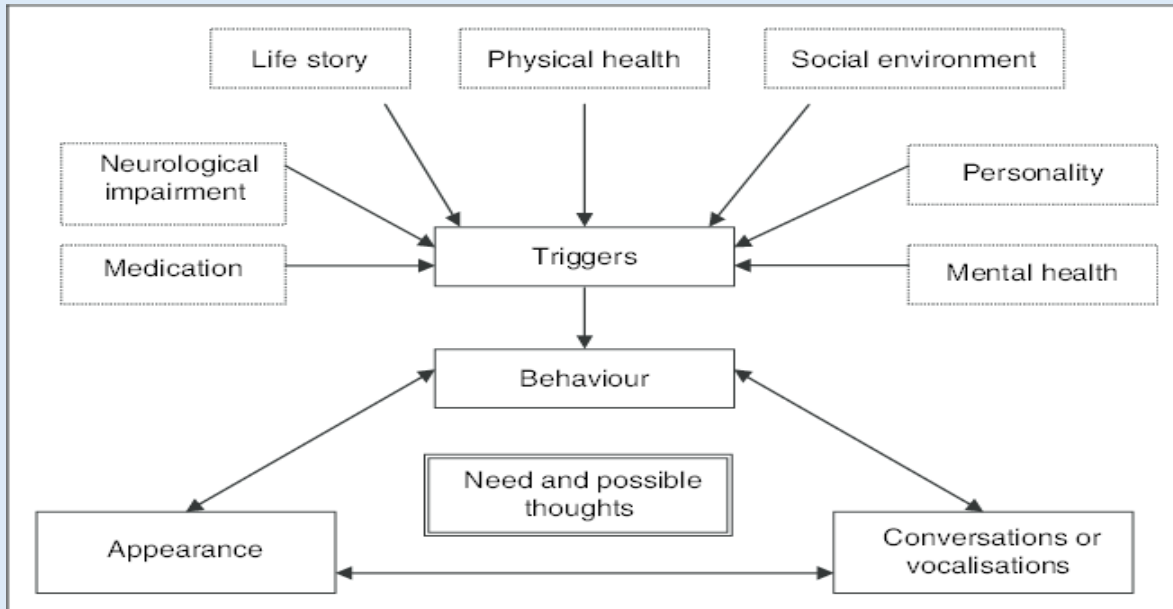 Life story
Physical health
Social environment
Neurological
impairment
Personality
Medication
Triggers
Mental health
Behaviour
Need and possible
thoughts
Appearance
Conversations or
vocalisations